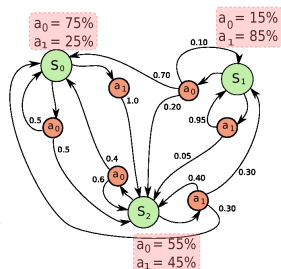 a0 = 75%
a1 = 25%
a0 = 15%
a1 = 85%
S0
0.10
S1
0.70
a1
a0
1.0
0.20
0.5
a0
0.95
a1
0.5
0.4
0.05
0.6
a0
0.40
0.30
S2
a1
0.30
a0 = 55%
a1 = 45%